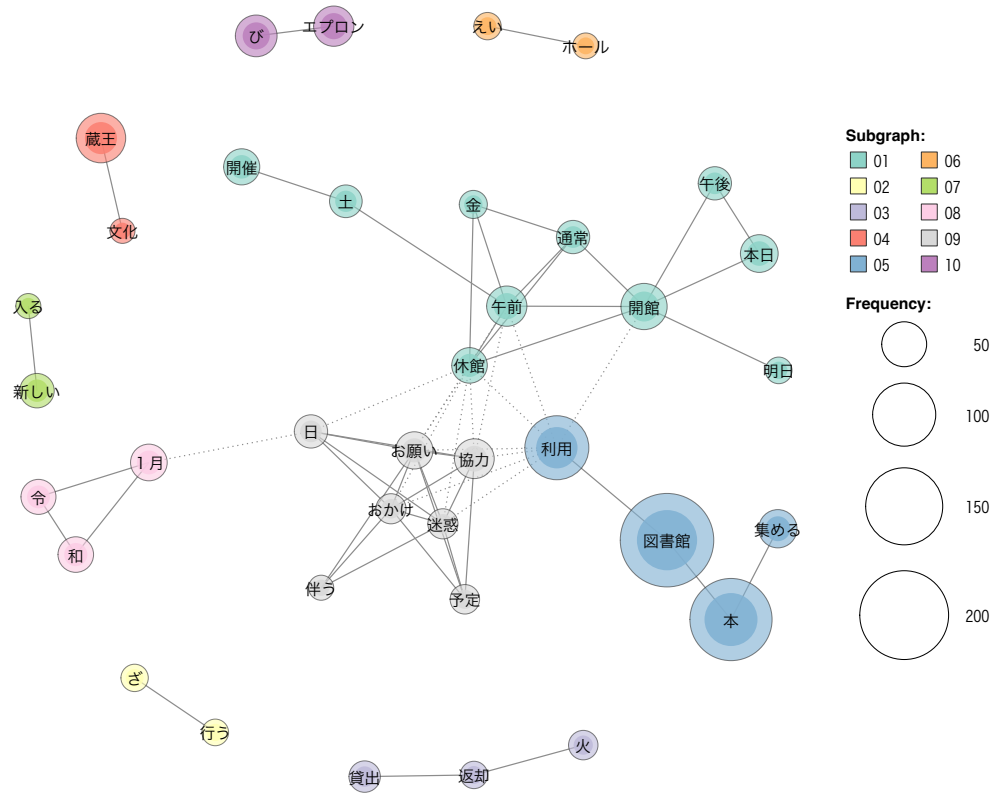 び
エプロン
えい
ホール
蔵王
文化
開催
土
金
通常
午後
本日
午前
開館
休館
明日
入る
新しい
日
お願い
協力
利用
1月
令
和
おかけ
迷惑
伴う
予定
図書館
集める
本
ざ
行う
貸出
返却
火
Subgraph:
01
02
03
04
05
06
07
08
09
10
Frequency:
50
100
150
200